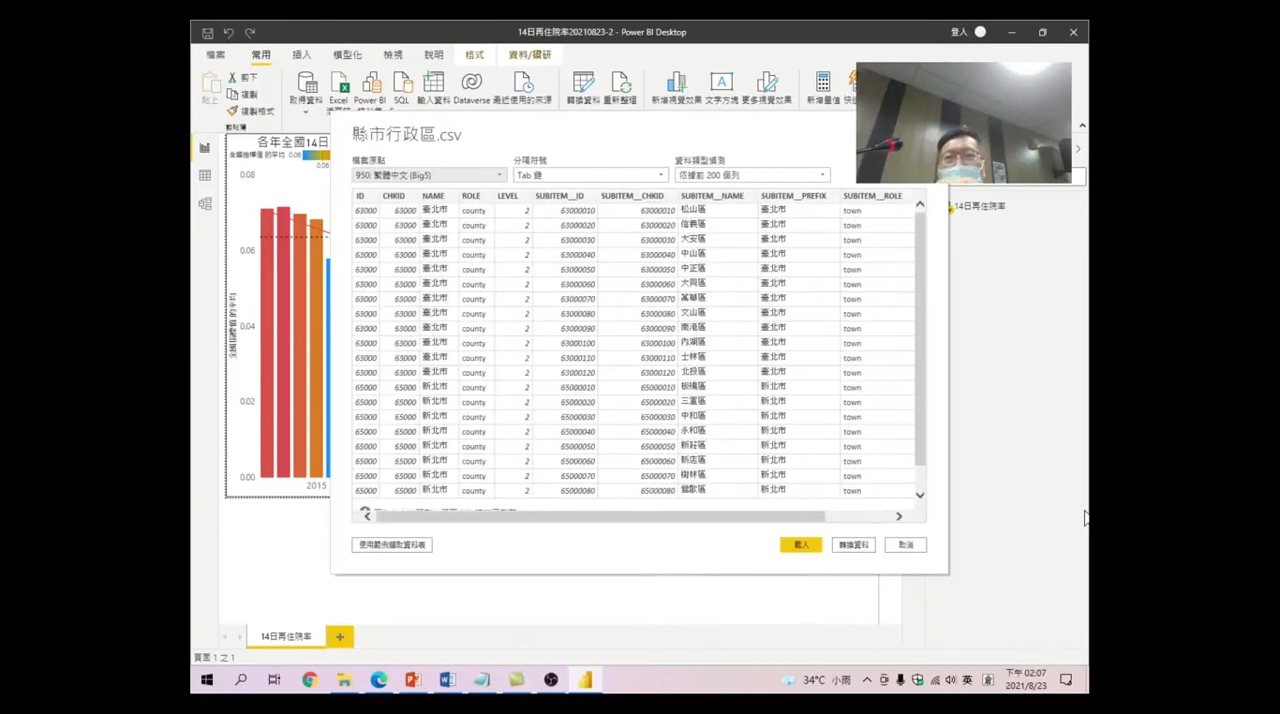 14日再住院率20210823-2 - Power BI Desktop
登入
檔案 常用 插入 模型化 檢視 說明 格式 資料/鑽研
貼上
剪下
複製
複製格式
剪貼簿
取得資料 Excel Power BI SQL 輸入資料 Dataverse 最近使用的來源 轉換資料 重新整理 新增視覺效果 文字方塊 更多視覺效果 新增量值
各年全國14日
全國指標值 的平均 0.06
0.06
0.08
0.06
0.04
0.02
0.00
2015
縣市行政區.csv
檔案原點 分隔符號 資料類型偵測
950: 繁體中文 (Big5) Tab 鍵 依據前 200 個列
ID CHKID NAME ROLE LEVEL SUBITEM__ID SUBITEM__CHKID SUBITEM__NAME SUBITEM__PREFIX SUBITEM__ROLE
63000 63000 臺北市 county 2 63000010 63000010 松山區 臺北市 town
63000 63000 臺北市 county 2 63000020 63000020 信義區 臺北市 town
63000 63000 臺北市 county 2 63000030 63000030 大安區 臺北市 town
63000 63000 臺北市 county 2 63000040 63000040 中山區 臺北市 town
63000 63000 臺北市 county 2 63000050 63000050 中正區 臺北市 town
63000 63000 臺北市 county 2 63000060 63000060 大同區 臺北市 town
63000 63000 臺北市 county 2 63000070 63000070 萬華區 臺北市 town
63000 63000 臺北市 county 2 63000080 63000080 文山區 臺北市 town
63000 63000 臺北市 county 2 63000090 63000090 南港區 臺北市 town
63000 63000 臺北市 county 2 63000100 63000100 內湖區 臺北市 town
63000 63000 臺北市 county 2 63000110 63000110 士林區 臺北市 town
63000 63000 臺北市 county 2 63000120 63000120 北投區 臺北市 town
65000 65000 新北市 county 2 65000010 65000010 板橋區 新北市 town
65000 65000 新北市 county 2 65000020 65000020 三重區 新北市 town
65000 65000 新北市 county 2 65000030 65000030 中和區 新北市 town
65000 65000 新北市 county 2 65000040 65000040 永和區 新北市 town
65000 65000 新北市 county 2 65000050 65000050 新莊區 新北市 town
65000 65000 新北市 county 2 65000060 65000060 新店區 新北市 town
65000 65000 新北市 county 2 65000070 65000070 樹林區 新北市 town
65000 65000 新北市 county 2 65000080 65000080 鶯歌區 新北市 town
使用範例擷取資料表 載入 轉換資料 取消
14日再住院率
14日再住院率
頁面 1 之 1
34°C 小雨
英
下午 02:07
2021/8/23